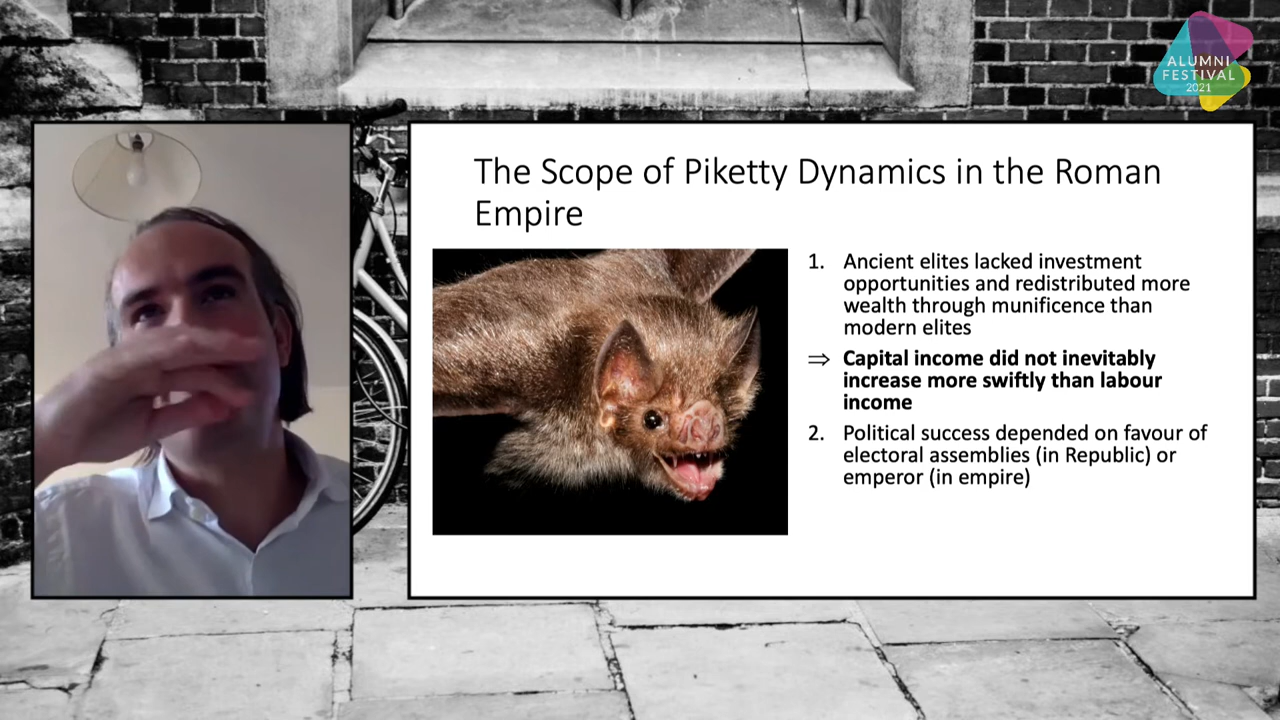 ALUMNI
FESTIVAL
2021
The Scope of Piketty Dynamics in the Roman
Empire
1. Ancient elites lacked investment
opportunities and redistributed more
wealth through munificence than
modern elites
⇒ Capital income did not inevitably
increase more swiftly than labour
income
2. Political success depended on favour of
electoral assemblies (in Republic) or
emperor (in empire)